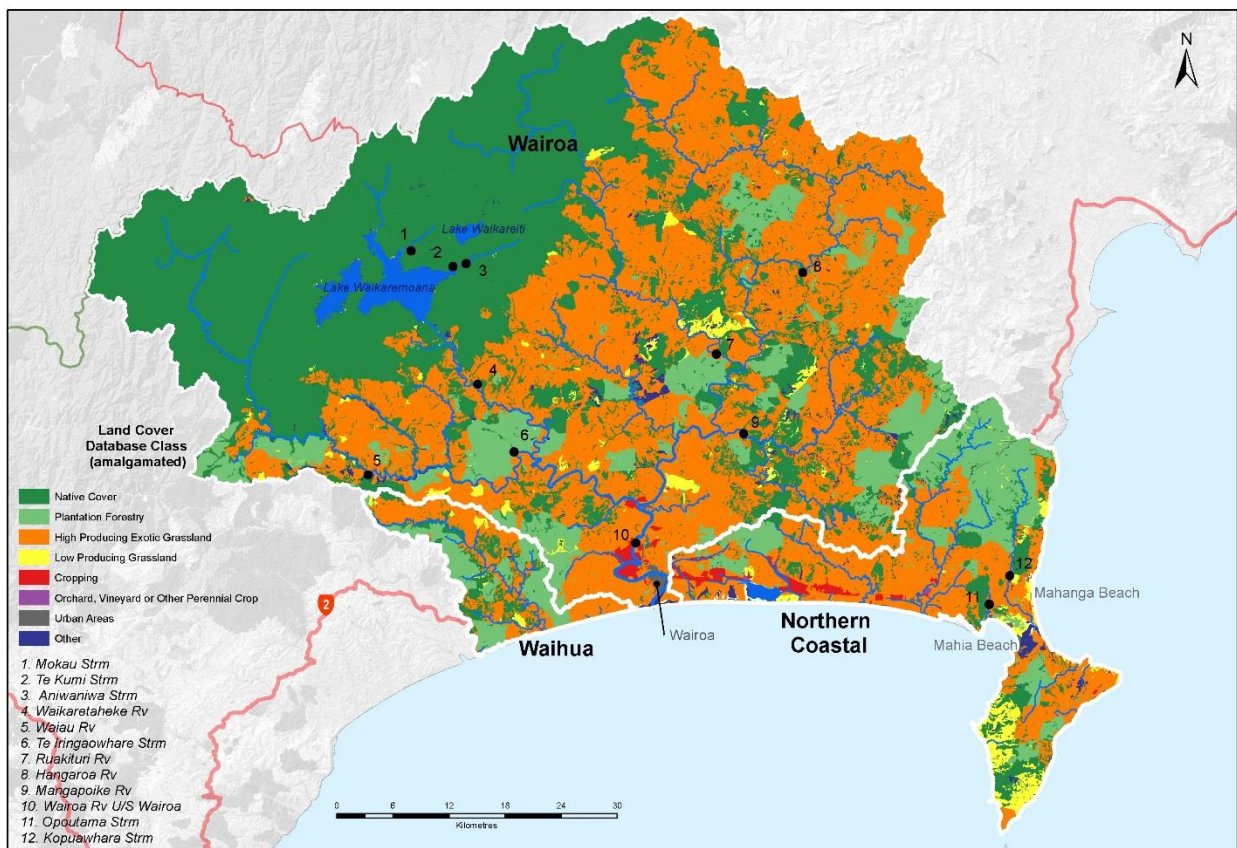 N
Wairoa
1
Lake Waikareiti
2
3
Lake Waikaremoana
8
7
4
9
6
5
10
12
11
Mahanga Beach
Wairoa
Northern
Coastal
Mahia Beach
Waihua
2
Land Cover
Database Class
(amalgamated)
Native Cover
Plantation Forestry
High Producing Exotic Grassland
Low Producing Grassland
Cropping
Orchard, Vineyard or Other Perennial Crop
Urban Areas
Other
1. Mokau Strm
2. Te Kumi Strm
3. Aniwaniwa Strm
4. Waikaretaheke Rv
5. Waiau Rv
6. Te Iringaowhare Strm
7. Ruakituri Rv
8. Hangaroa Rv
9. Mangapoike Rv
10. Wairoa Rv U/S Wairoa
11. Opoutama Strm
12. Kopuawhara Strm
0 6 12 18 24 30
Kilometres